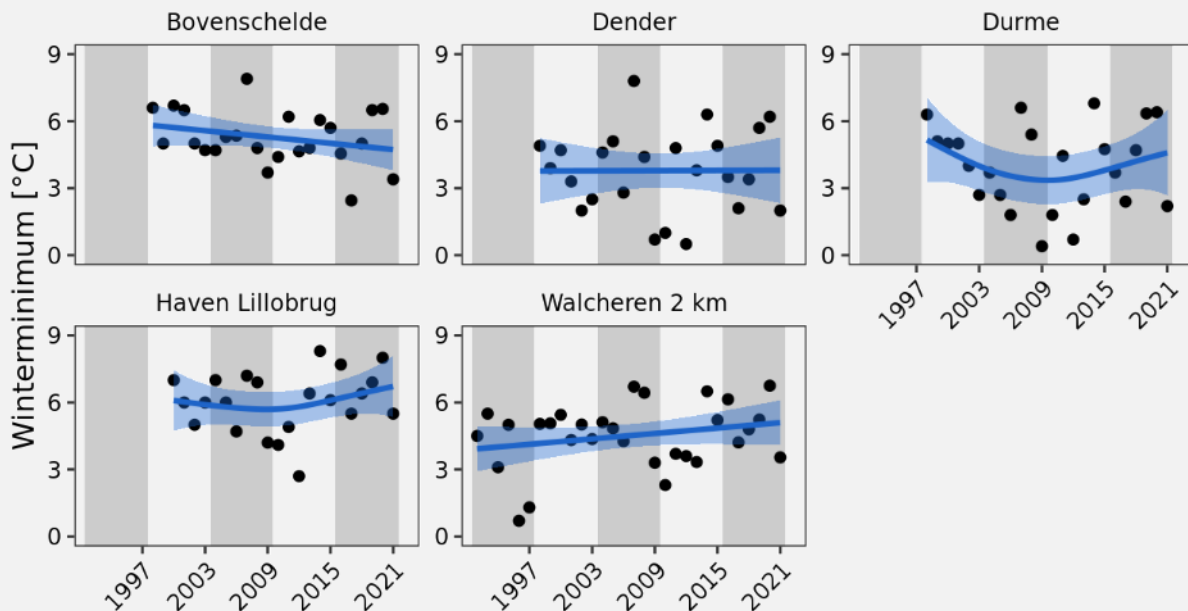 Bovenschelde Dender Durme
9 9 9
6 6 6
3 3 3
0 0 0
Winterminimum [°C]
1997 2003 2009 2015 2021
Haven Lillobrug Walcheren 2 km
9 9
6 6
3 3
0 0
1997 2003 2009 2015 2021 1997 2003 2009 2015 2021